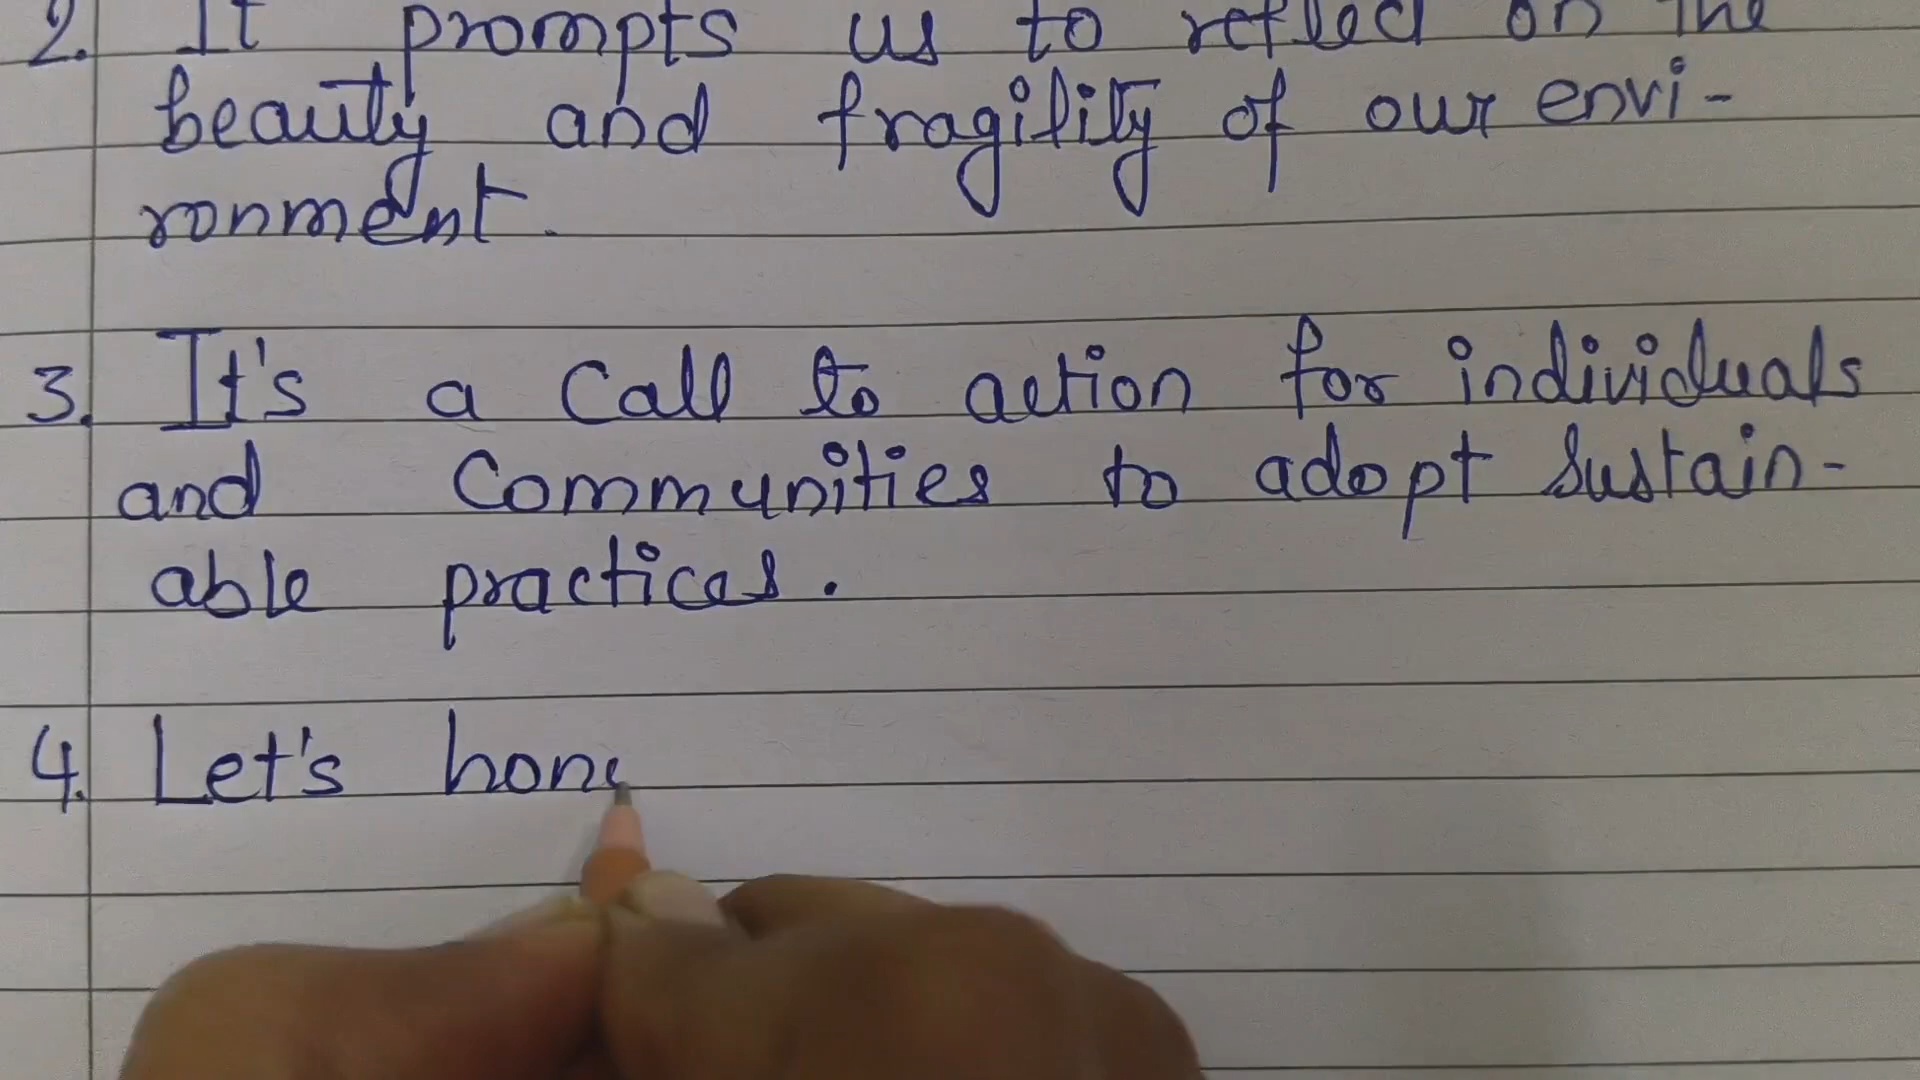 2. It prompts us to reflect on the
beauty and fragility of our envi-
ronment.
3. It's a Call to action for individuals
and Communities to adopt Sustain-
able practices.
4. Let's hono